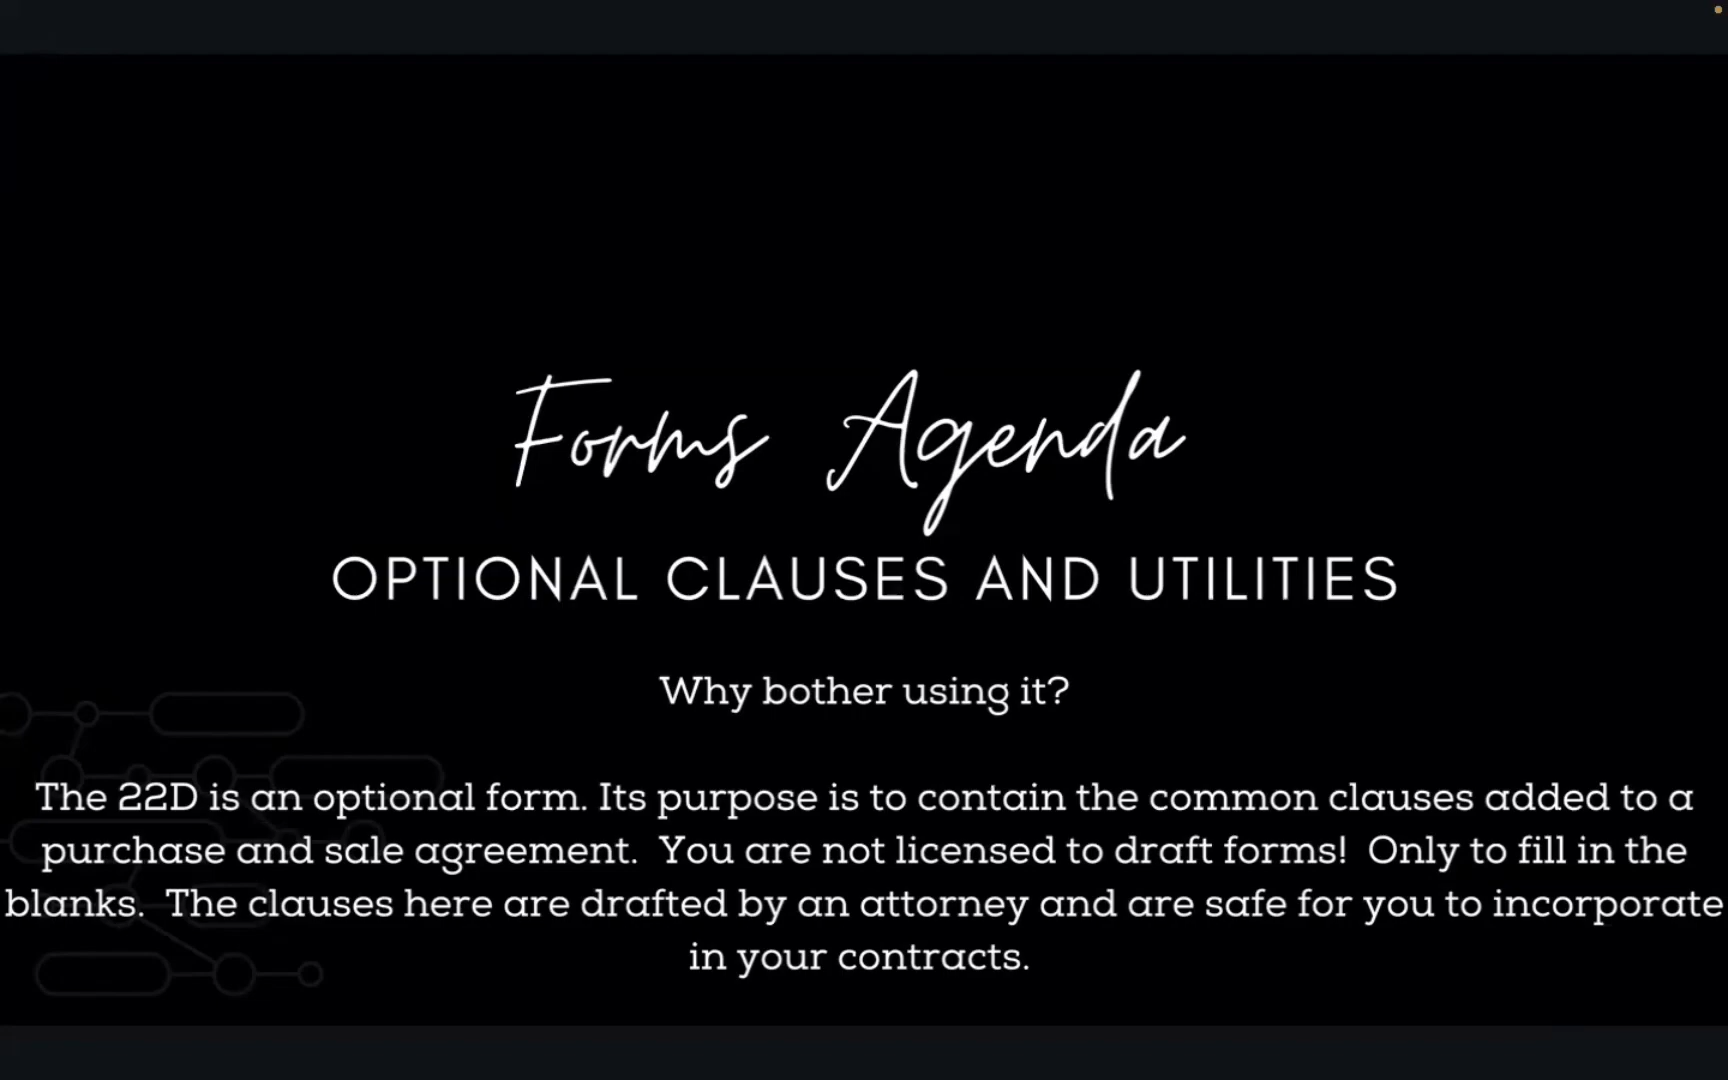 Forms Agenda
OPTIONAL CLAUSES AND UTILITIES
Why bother using it?
The 22D is an optional form. Its purpose is to contain the common clauses added to a
purchase and sale agreement.  You are not licensed to draft forms!  Only to fill in the
blanks.  The clauses here are drafted by an attorney and are safe for you to incorporate
in your contracts.